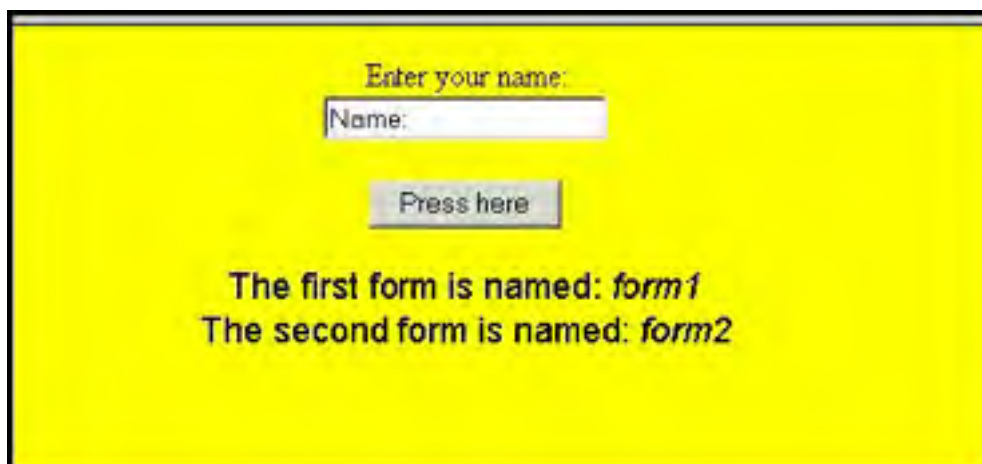 Enter your name:
Name:
Press here
The first form is named: form1
The second form is named: form2